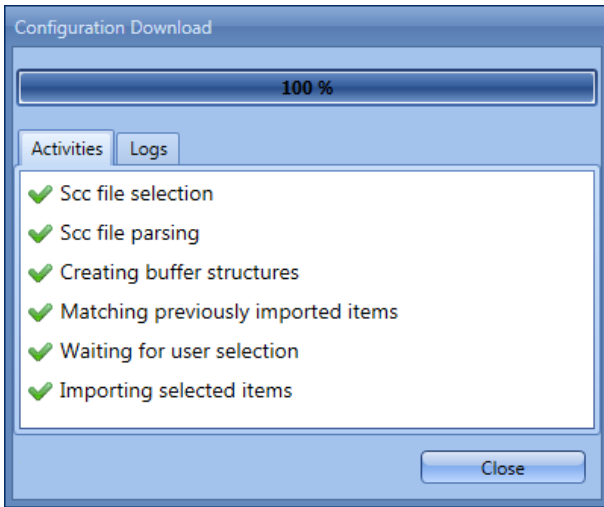 Configuration Download
100 %
Activities Logs
Scc file selection
Scc file parsing
Creating buffer structures
Matching previously imported items
Waiting for user selection
Importing selected items
Close